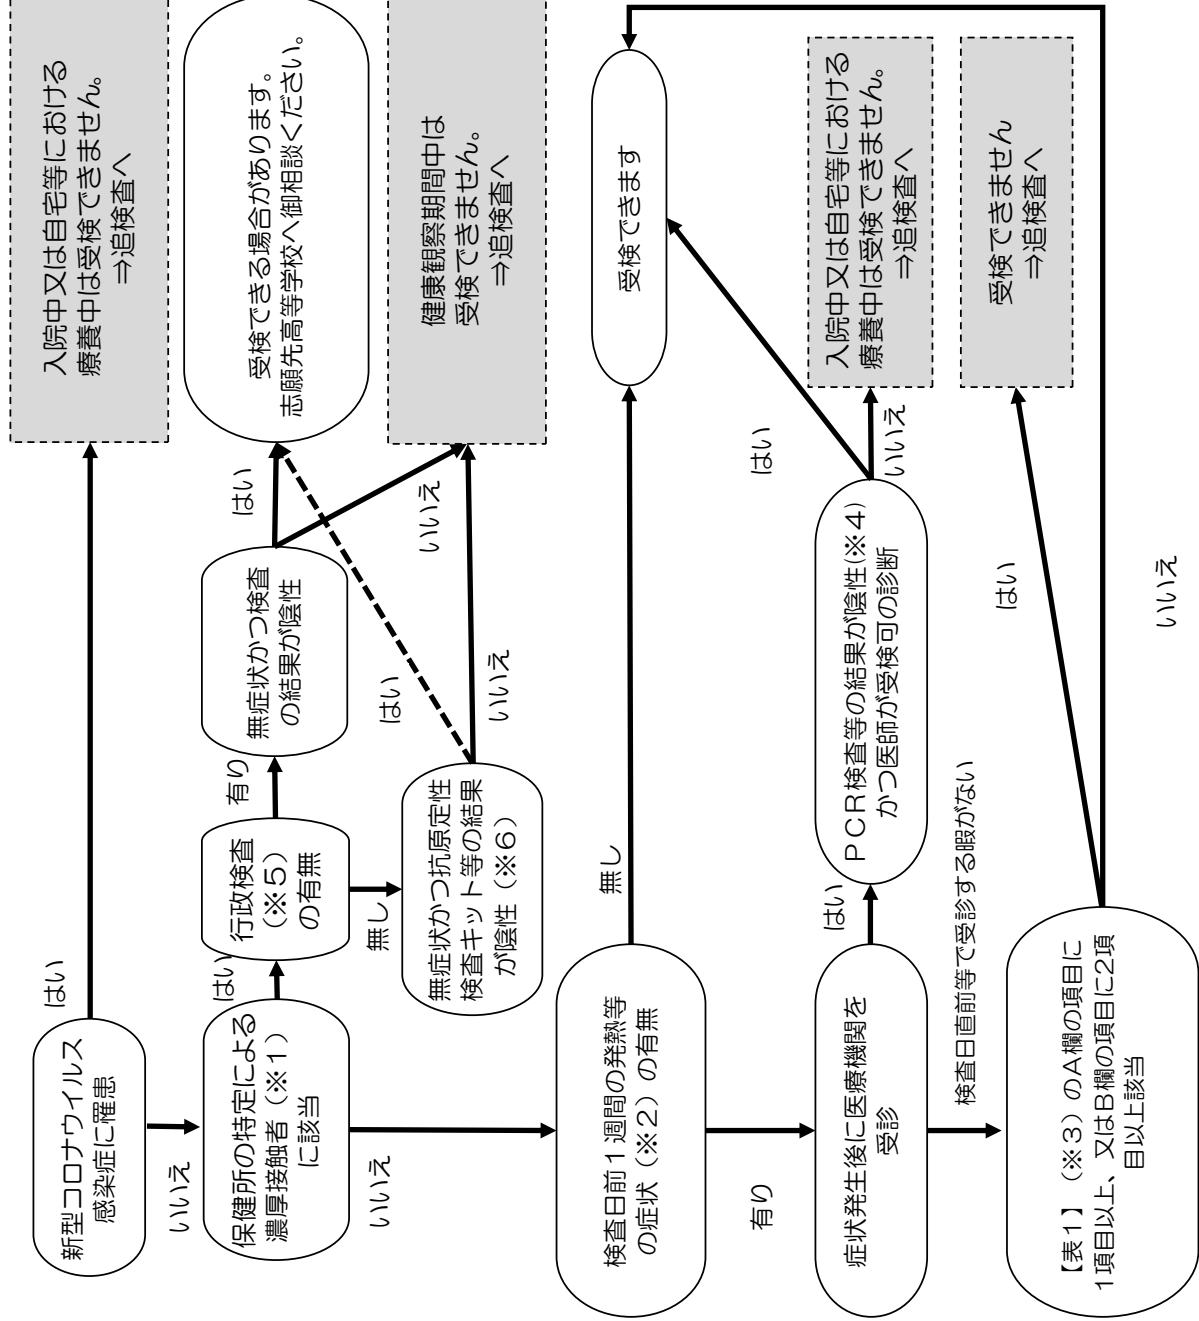 新型コロナウィルス
感染症に罹患
はい
入院中又は自宅等における
療養中は受検できません。
⇒追検査へ
いいえ
保健所の特定による
濃厚接触者(※1)
に該当
はい
行政検査
(※5)
の有無
有り
無症状かつ検査
の結果が陰性
はい
受検できる場合があります。
志願先高等学校へ御相談ください。
いいえ
無し
無症状かつ抗原定性
検査キット等の結果
が陰性(※6)
はい
いいえ
健康観察期間中は
受検できません。
⇒追検査へ
いいえ
検査日前1週間の発熱等
の症状(※2)の有無
無し
受検できます
有り
症状発生後に医療機関を
受診
はい
PCR検査等の結果が陰性(※4)
かつ医師が受検可の診断
はい
いいえ
入院中又は自宅等における
療養中は受検できません。
⇒追検査へ
検査日直前等で受診する暇がない
【表1】(※3)のA欄の項目に
1項目以上、又はB欄の項目に2項
目以上該当
はい
受検できません
⇒追検査へ
いいえ